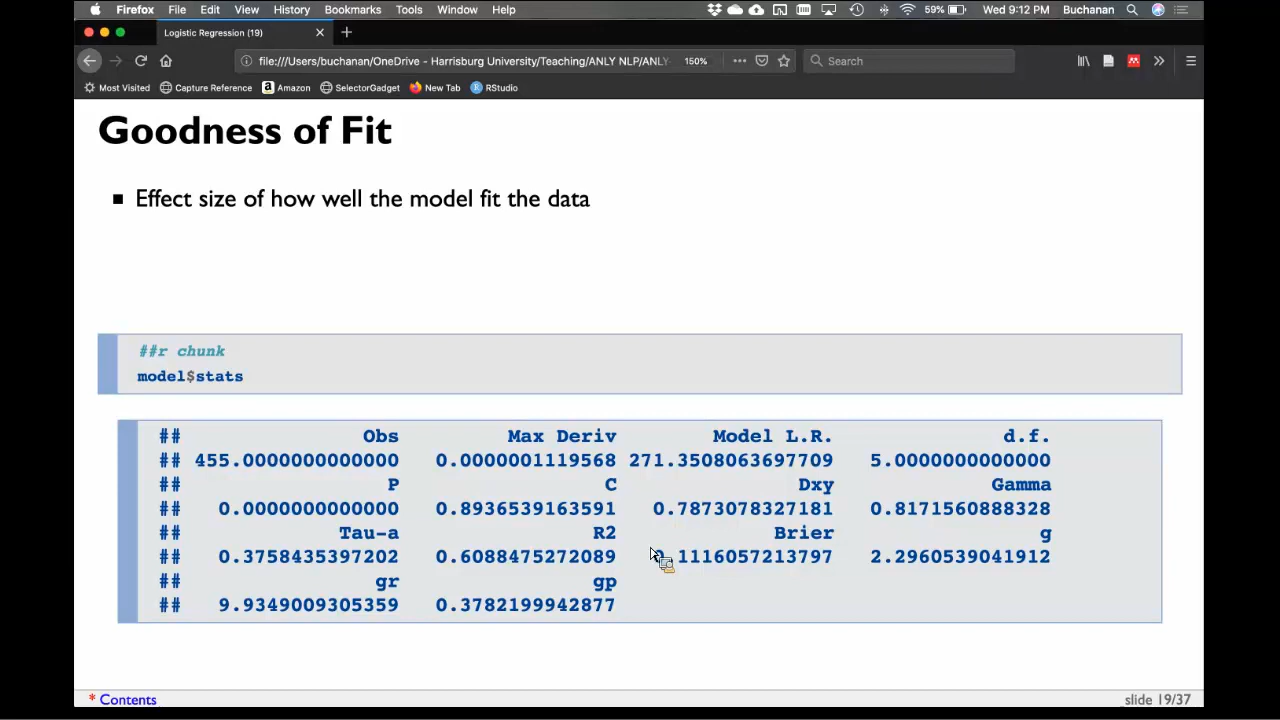 Firefox File Edit View History Bookmarks Tools Window Help 59% Wed 9:12 PM Buchanan
Logistic Regression (19)
file:///Users/buchanan/OneDrive - Harrisburg University/Teaching/ANLY NLP/ANLY- 150% Search
Most Visited Capture Reference Amazon SelectorGadget New Tab RStudio
Goodness of Fit
Effect size of how well the model fit the data
##r chunk
model$stats
## Obs Max Deriv Model L.R. d.f.
## 455.0000000000000 0.0000001119568 271.3508063697709 5.0000000000000
## P C Dxy Gamma
## 0.0000000000000 0.8936539163591 0.7873078327181 0.8171560888328
## Tau-a R2 Brier g
## 0.3758435397202 0.6088475272089 0.1116057213797 2.2960539041912
## gr gp
## 9.9349009305359 0.3782199942877
* Contents slide 19/37